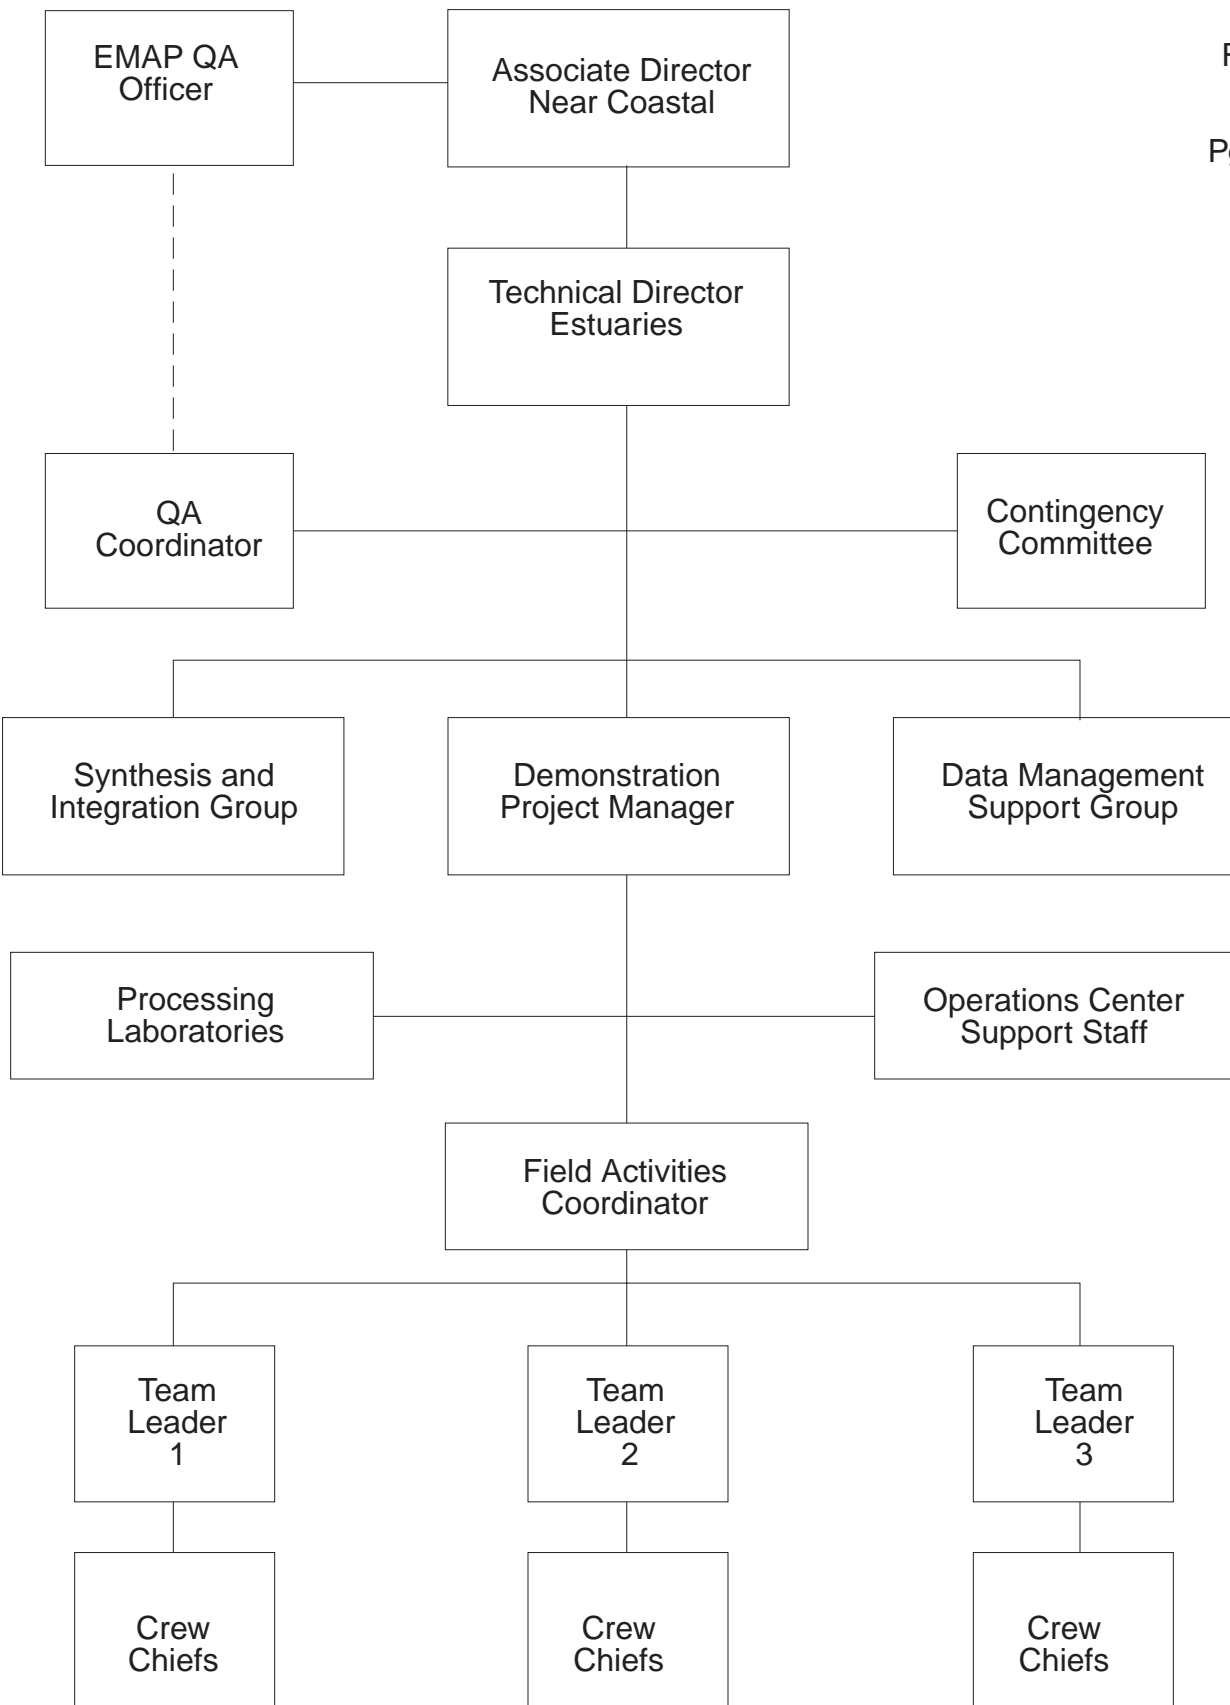 EMAP QA
Officer
Associate Director
Near Coastal
Technical Director
Estuaries
QA
Coordinator
Contingency
Committee
Synthesis and
Integration Group
Demonstration
Project Manager
Data Management
Support Group
Processing
Laboratories
Operations Center
Support Staff
Field Activities
Coordinator
Team
Leader
1
Team
Leader
2
Team
Leader
3
Crew
Chiefs
Crew
Chiefs
Crew
Chiefs